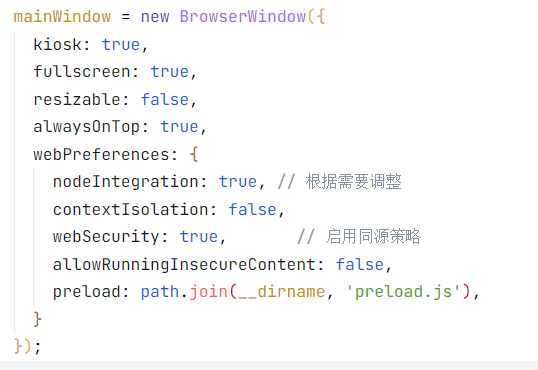 mainWindow = new BrowserWindow({
  kiosk: true,
  fullscreen: true,
  resizable: false,
  alwaysOnTop: true,
  webPreferences: {
    nodeIntegration: true, // 根据需要调整
    contextIsolation: false,
    webSecurity: true,       // 启用同源策略
    allowRunningInsecureContent: false,
    preload: path.join(__dirname, 'preload.js'),
  }
});